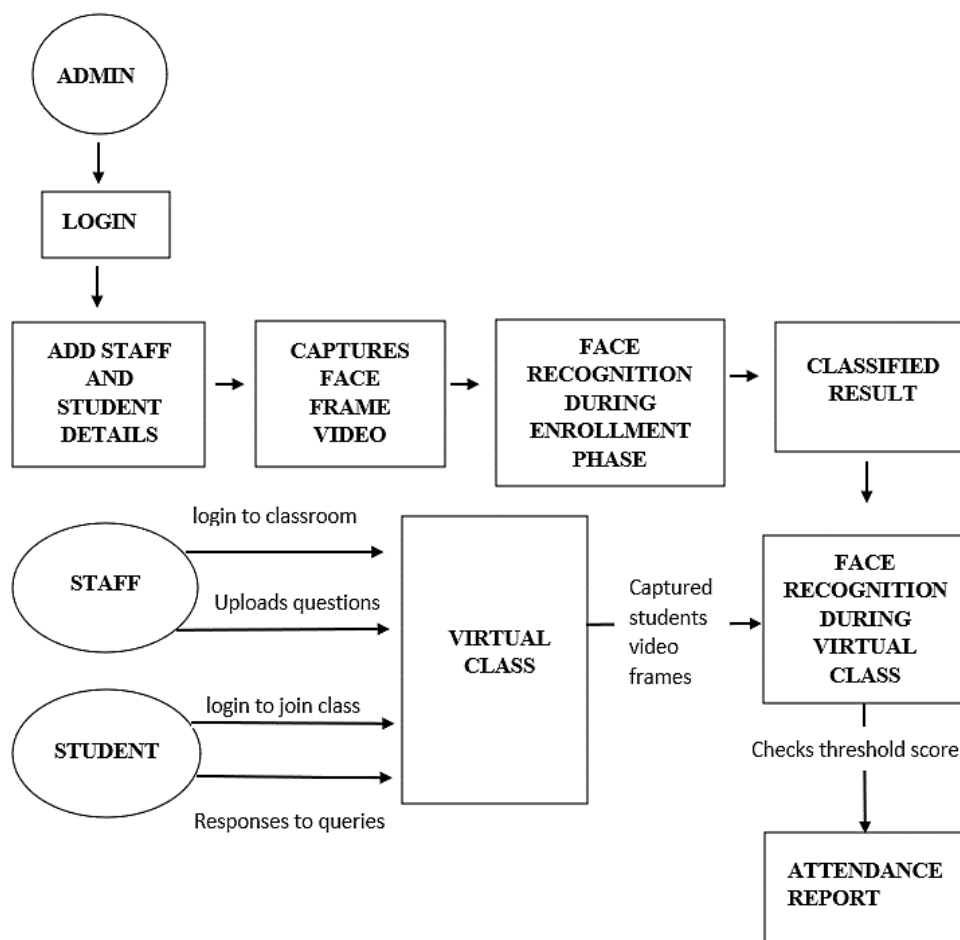 ADMIN
LOGIN
ADD STAFF
AND
STUDENT
DETAILS
CAPTURES
FACE
FRAME
VIDEO
FACE
RECOGNITION
DURING
ENROLLMENT
PHASE
CLASSIFIED
RESULT
login to classroom
STAFF
Uploads questions
login to join class
STUDENT
Responses to queries
VIRTUAL
CLASS
Captured
students
video
frames
FACE
RECOGNITION
DURING
VIRTUAL
CLASS
Checks threshold score
ATTENDANCE
REPORT